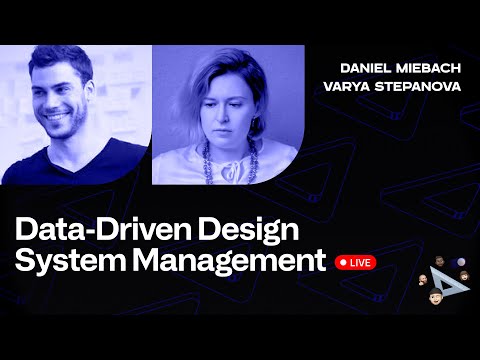 DANIEL MIEBACH
VARYA STEPANOVA
Data-Driven Design
System Management
LIVE